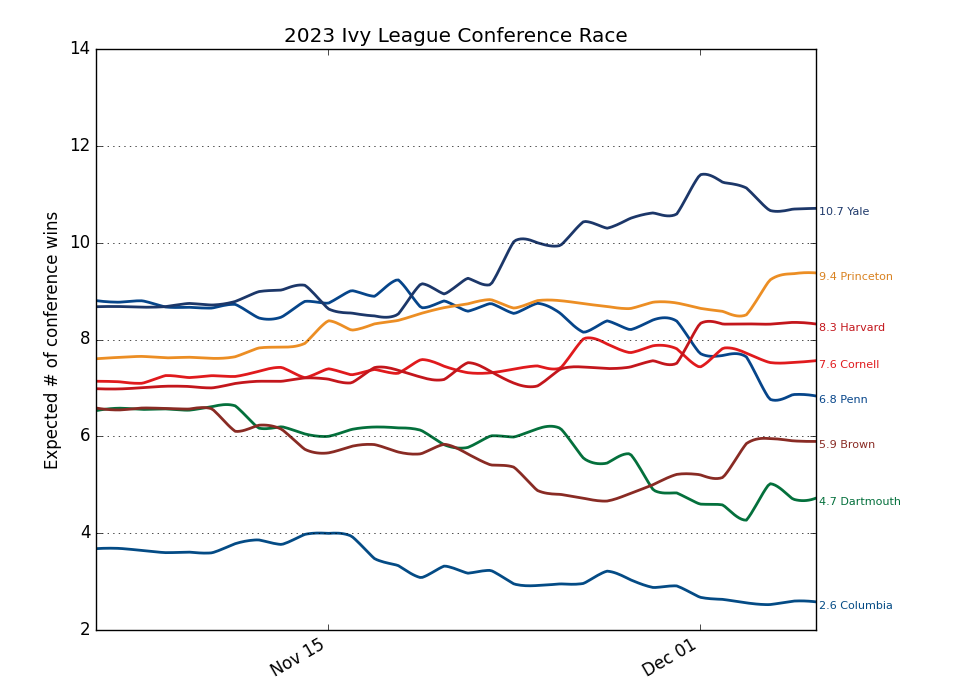 2023 Ivy League Conference Race
Expected # of conference wins
14
12
10
8
6
4
2
Nov 15
Dec 01
10.7 Yale
9.4 Princeton
8.3 Harvard
7.6 Cornell
6.8 Penn
5.9 Brown
4.7 Dartmouth
2.6 Columbia